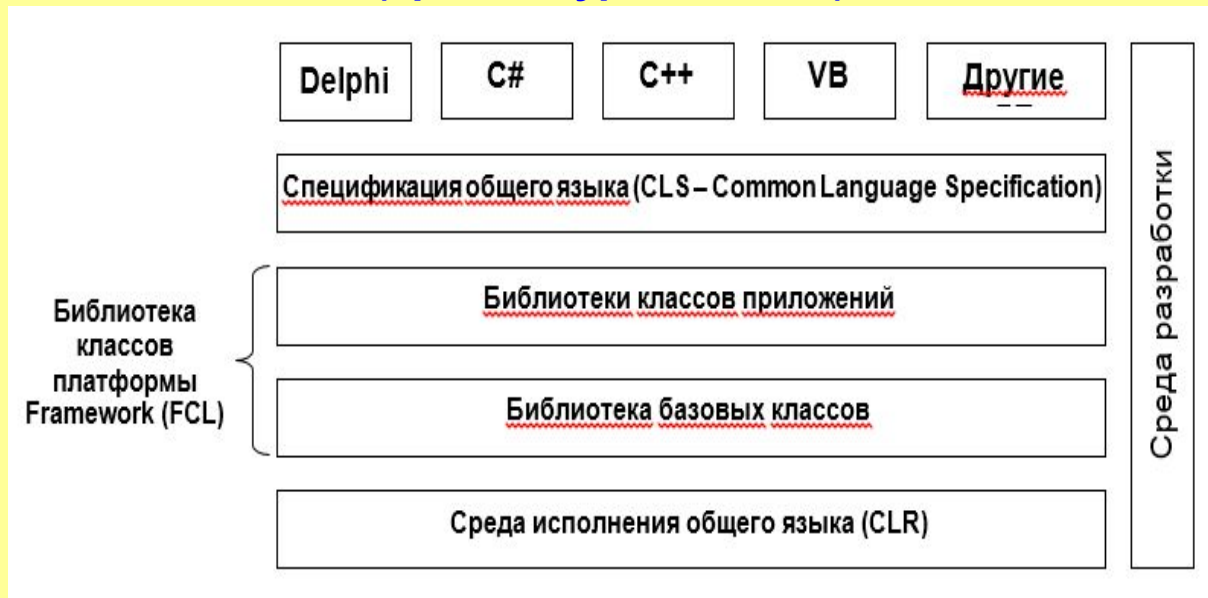 Delphi
C#
C++
VB
Другие
Спецификация общего языка (CLS – Common Language Specification)
Библиотеки классов приложений
Библиотека
классов
платформы
Framework (FCL)
Библиотека базовых классов
Среда исполнения общего языка (CLR)
Среда разработки